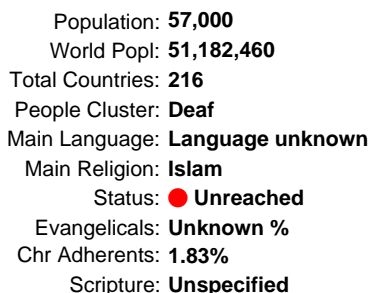 Population: 57,000
World Popl: 51,182,460
Total Countries: 216
People Cluster: Deaf
Main Language: Language unknown
Main Religion: Islam
Status: Unreached
Evangelicals: Unknown %
Chr Adherents: 1.83%
Scripture: Unspecified